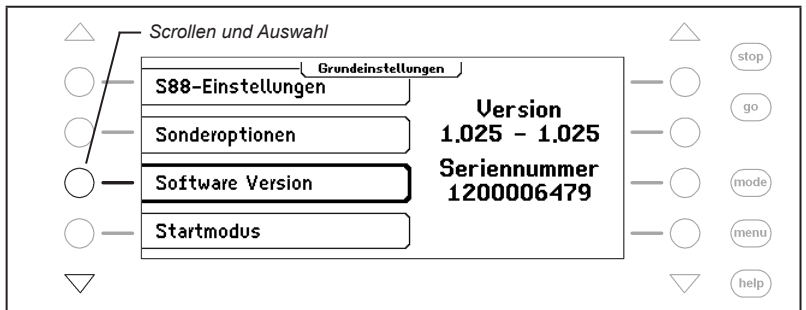 Scrollen und Auswahl
Grundeinstellungen
S88-Einstellungen
Sonderoptionen
Software Version
Startmodus
Version
1.025 - 1.025
Seriennummer
1200006479
stop
go
mode
menu
help